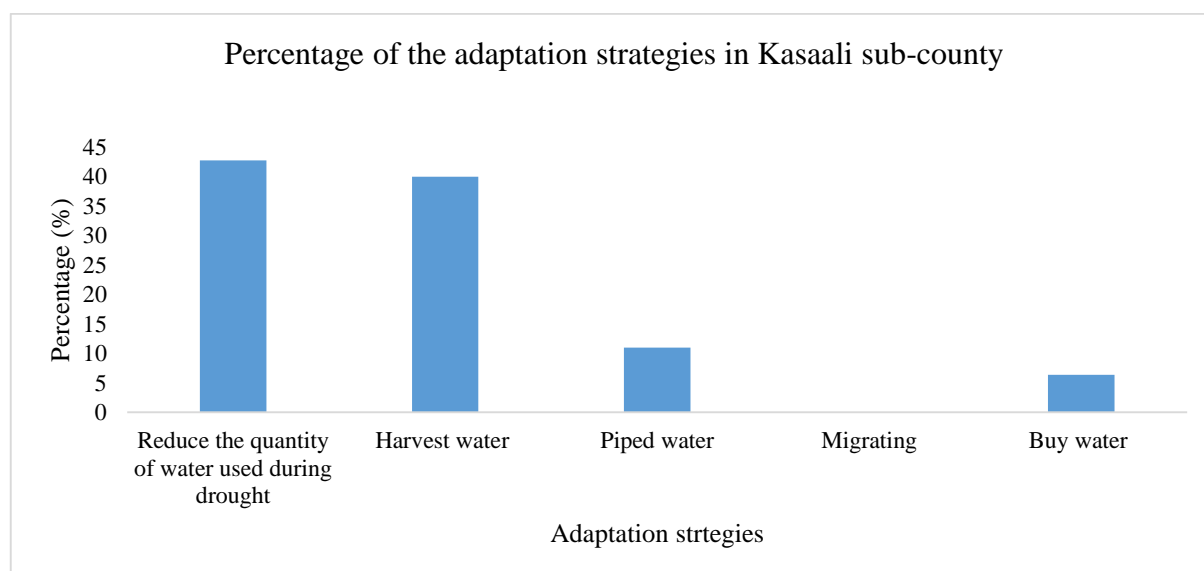 Percentage of the adaptation strategies in Kasaali sub-county
Percentage (%)
45
40
35
30
25
20
15
10
5
0
Reduce the quantity
of water used during
drought
Harvest water
Piped water
Migrating
Buy water
Adaptation strtegies